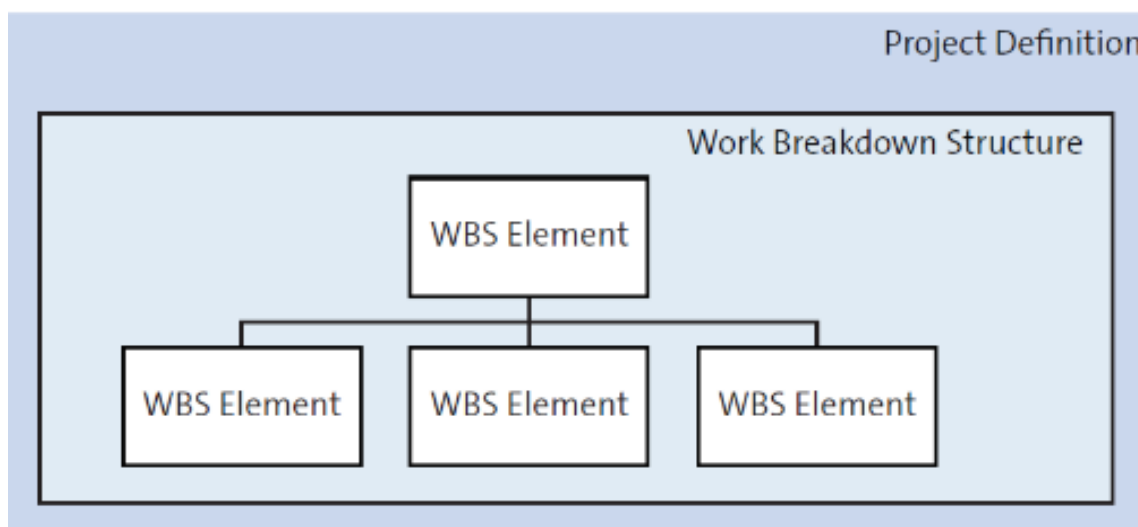 Project Definition
Work Breakdown Structure
WBS Element
WBS Element
WBS Element
WBS Element